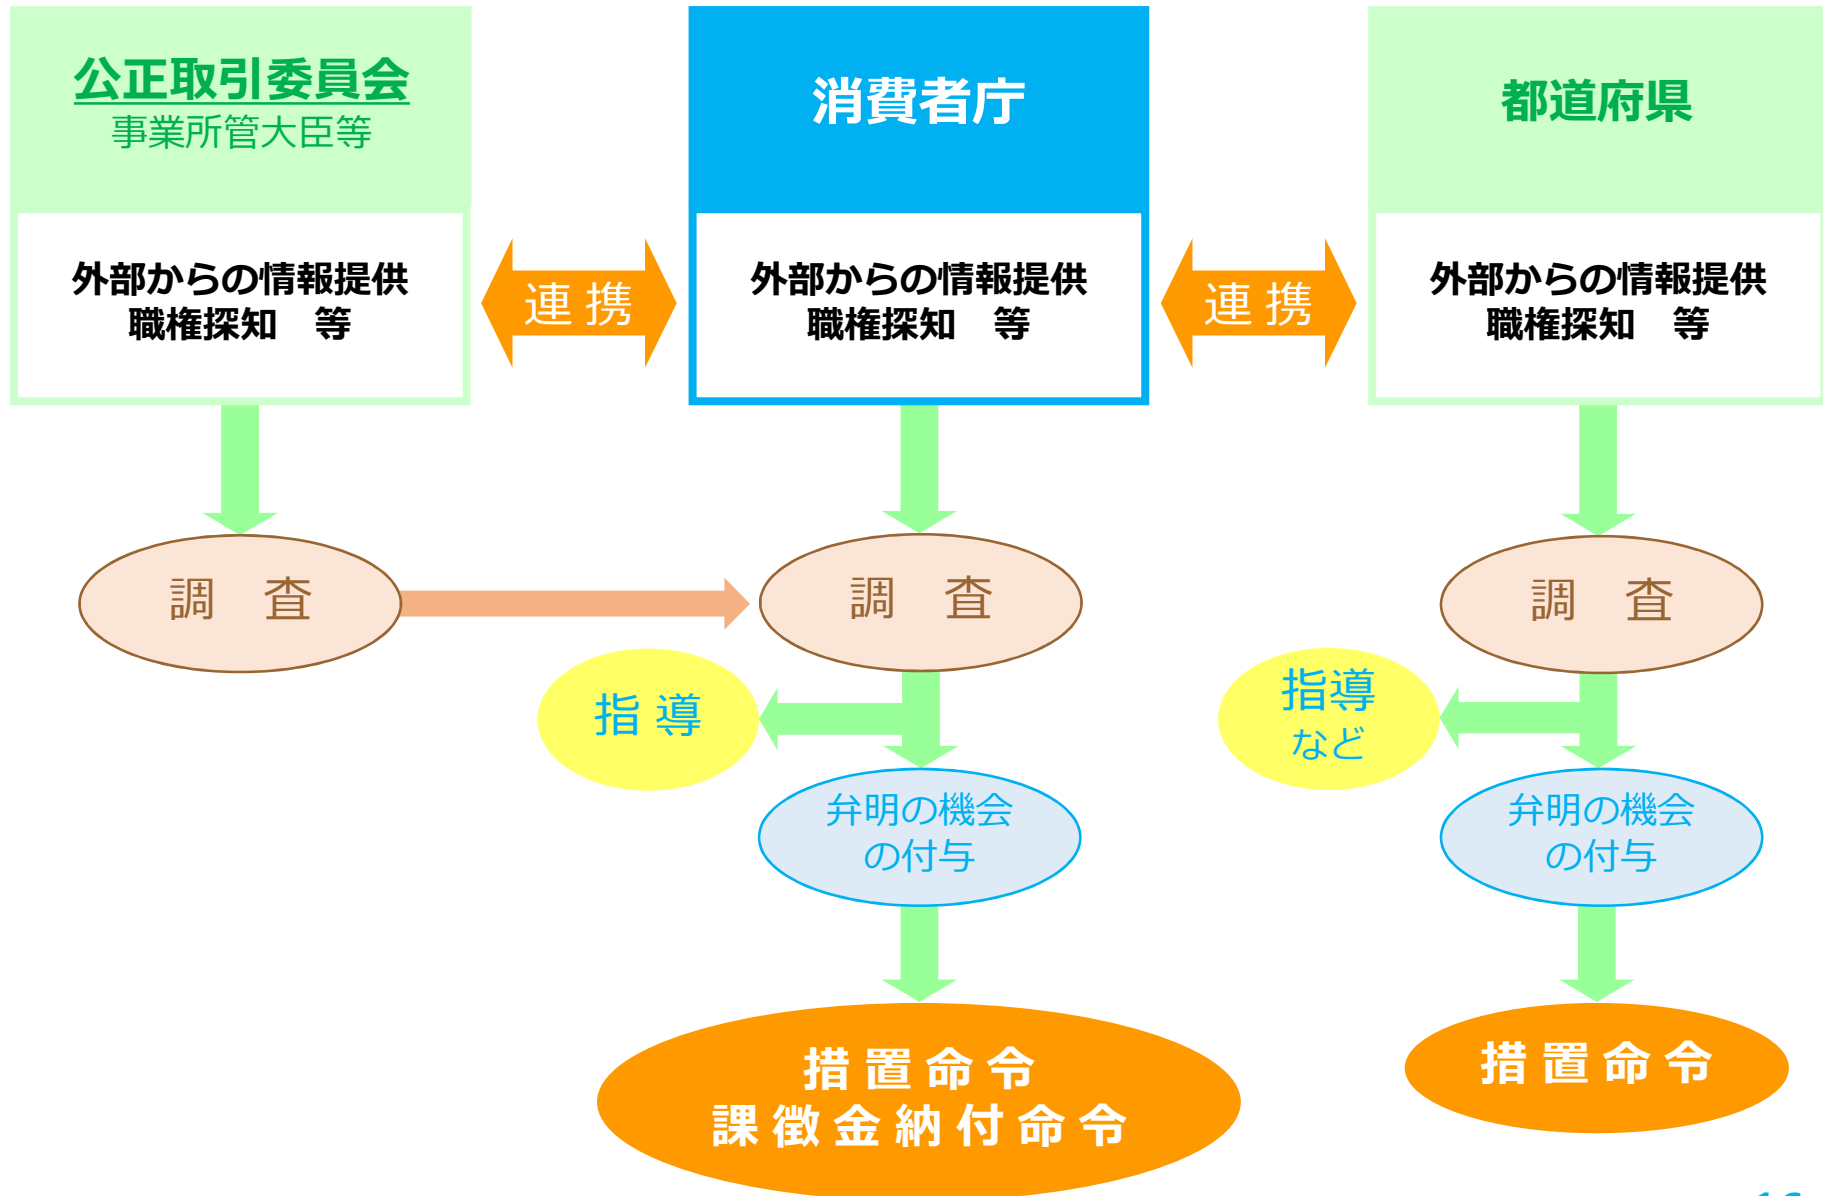 公正取引委員会
事業所管大臣等
消費者庁
都道府県
外部からの情報提供
職権探知　等
連 携
外部からの情報提供
職権探知　等
連 携
外部からの情報提供
職権探知　等
調　査
調　査
調　査
指 導
指導
など
弁明の機会
の付与
弁明の機会
の付与
措 置 命 令
課 徴 金 納 付 命 令
措 置 命 令